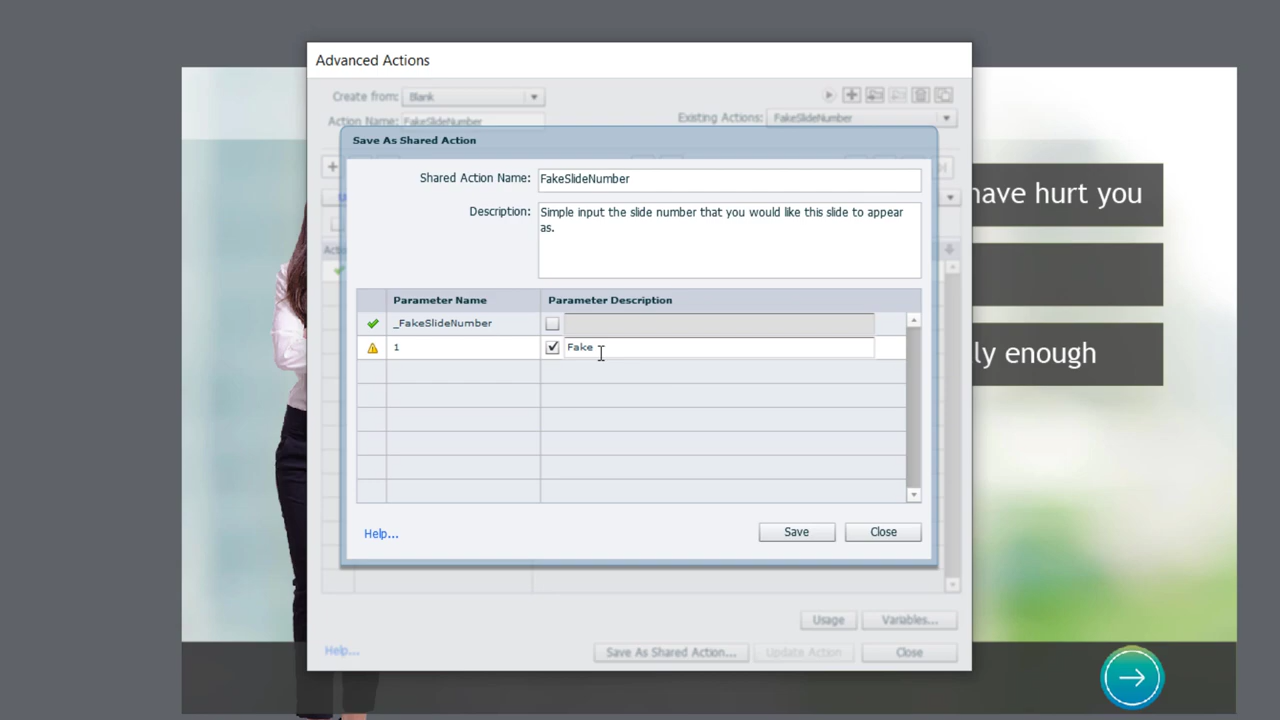 Advanced Actions
Create from: Blank
Action Name: FakeSlideNumber
Existing Actions: FakeSlideNumber
Save As Shared Action
Shared Action Name: FakeSlideNumber
Description: Simple input the slide number that you would like this slide to appear
as.
Parameter Name Parameter Description
_FakeSlideNumber
1 Fake
Help...
Save Close
Usage Variables...
Help...
Save As Shared Action... Update Action Close
have hurt you
ly enough